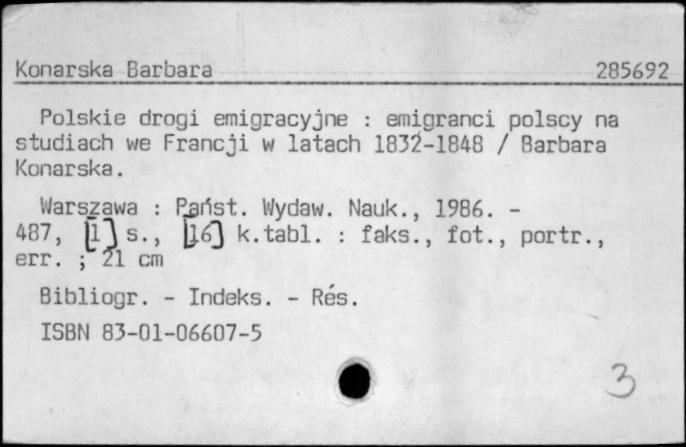 Konarska Barbara 285692
Polskie drogi emigracyjne : emigranci polscy na
studiach we Francji w latach 1832-1848 / Barbara
Konarska.
Warszawa : Państ. Wydaw. Nauk., 1986. -
487, [1] s., [16] k.tabl. : faks., fot., portr.,
err. ; 21 cm
Bibliogr. - Indeks. - Rés.
ISBN 83-01-06607-5
3